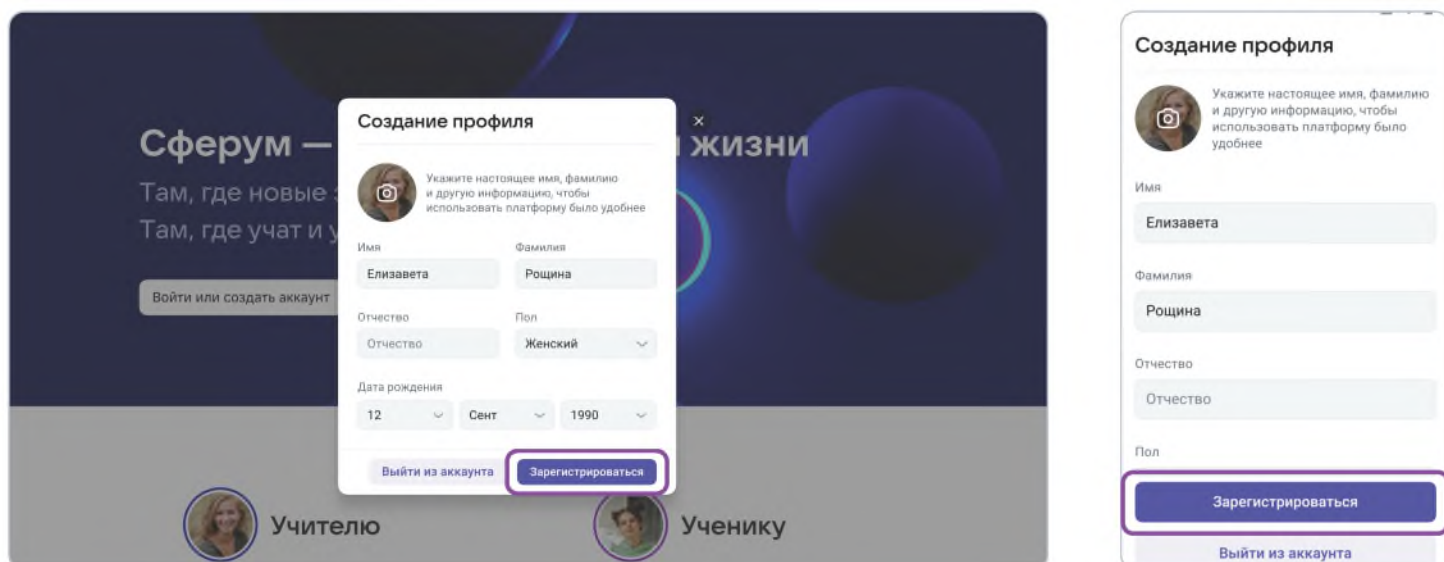 Сферум —
жизни
Там, где новые
Там, где учат и у
Войти или создать аккаунт
Создание профиля
Укажите настоящее имя, фамилию
и другую информацию, чтобы
использовать платформу было удобнее
Имя
Фамилия
Елизавета
Рощина
Отчество
Пол
Отчество
Женский
Дата рождения
12
Сент
1990
Выйти из аккаунта
Зарегистрироваться
Учителю
Ученику
Создание профиля
Укажите настоящее имя, фамилию
и другую информацию, чтобы
использовать платформу было
удобнее
Имя
Елизавета
Фамилия
Рощина
Отчество
Отчество
Пол
Зарегистрироваться
Выйти из аккаунта